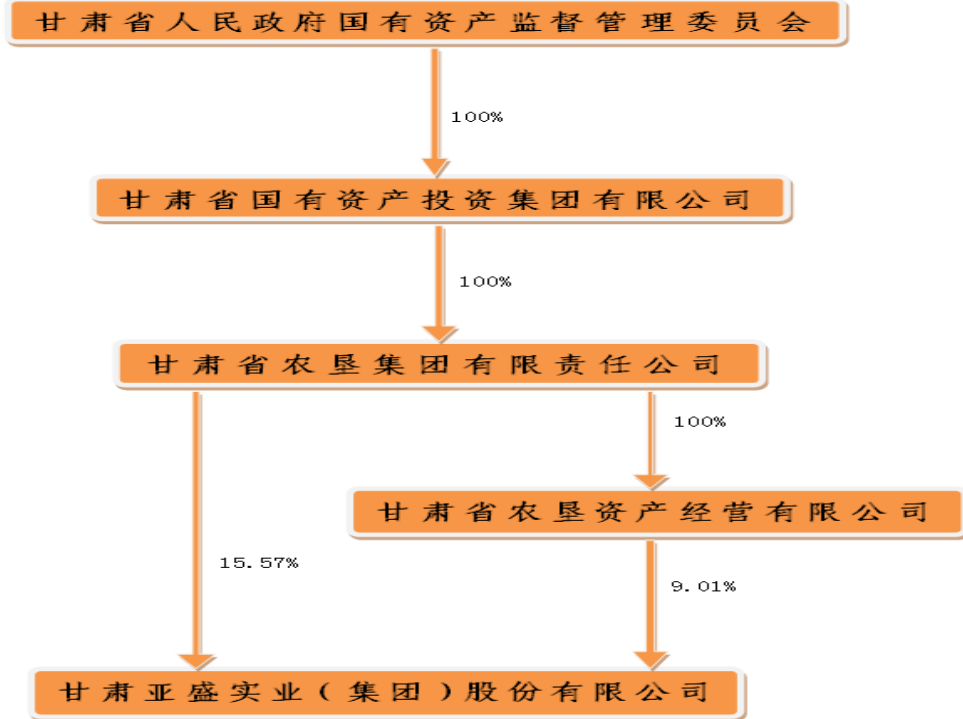 甘肃省人民政府国有资产监督管理委员会
100%
甘肃省国有资产投资集团有限公司
100%
甘肃省农垦集团有限责任公司
100%
甘肃省农垦资产经营有限公司
15.57%
9.01%
甘肃亚盛实业(集团)股份有限公司